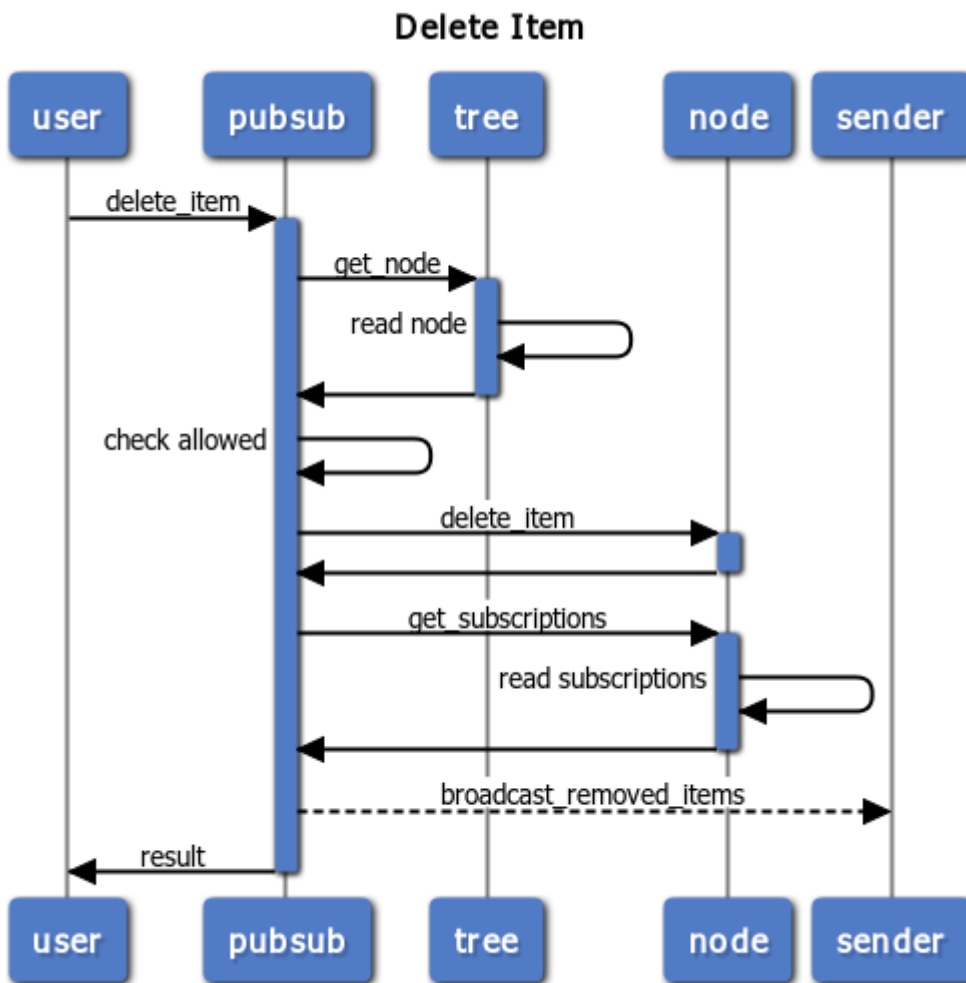 Delete Item
user pubsub tree node sender
delete_item
get_node
read node
check allowed
delete_item
get_subscriptions
read subscriptions
broadcast_removed_items
result
user pubsub tree node sender